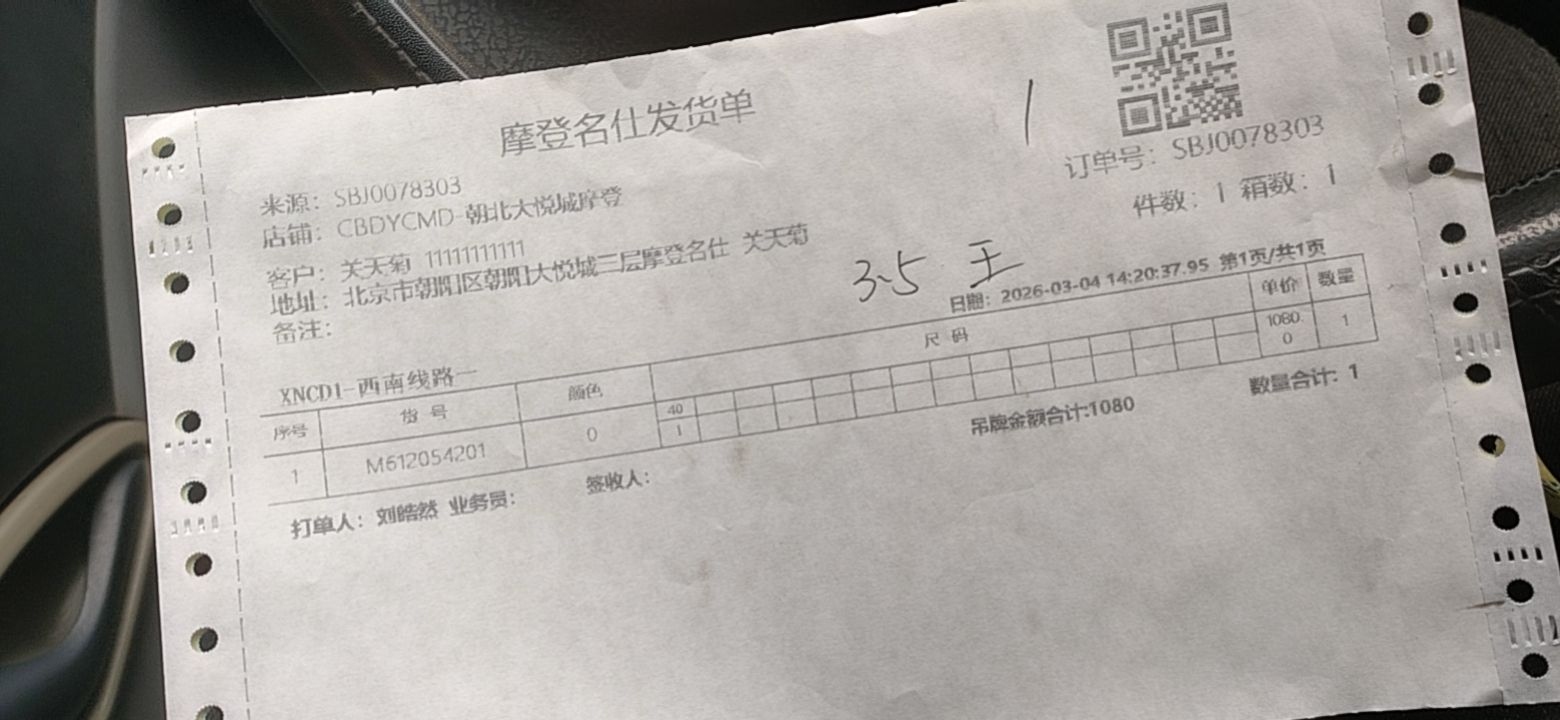 摩登名仕发货单
1
来源：SBJ0078303
订单号：SBJ0078303
店铺：CBDYCMD-朝北大悦城摩登
件数：1 箱数：1
客户：关天菊 11111111111
地址：北京市朝阳区朝阳大悦城三层摩登名仕 关天菊
备注：
3-5 王
日期：2026-03-04 14:20:37.95 第1页/共1页
XNCD1-西南线路一
序号 货 号 颜色 尺 码 单价 数量
40
1 M612054201 0 1 1080.0 1
吊牌金额合计:1080 数量合计: 1
打单人：刘皓然 业务员： 签收人：